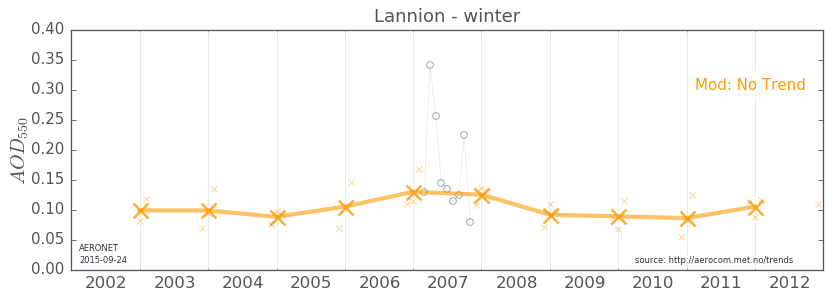 Lannion - winter
0.40
0.35
0.30
0.25
0.20
0.15
0.10
0.05
0.00
AOD550
Mod: No Trend
AERONET
2015-09-24
source: http://aerocom.met.no/trends
2002 2003 2004 2005 2006 2007 2008 2009 2010 2011 2012